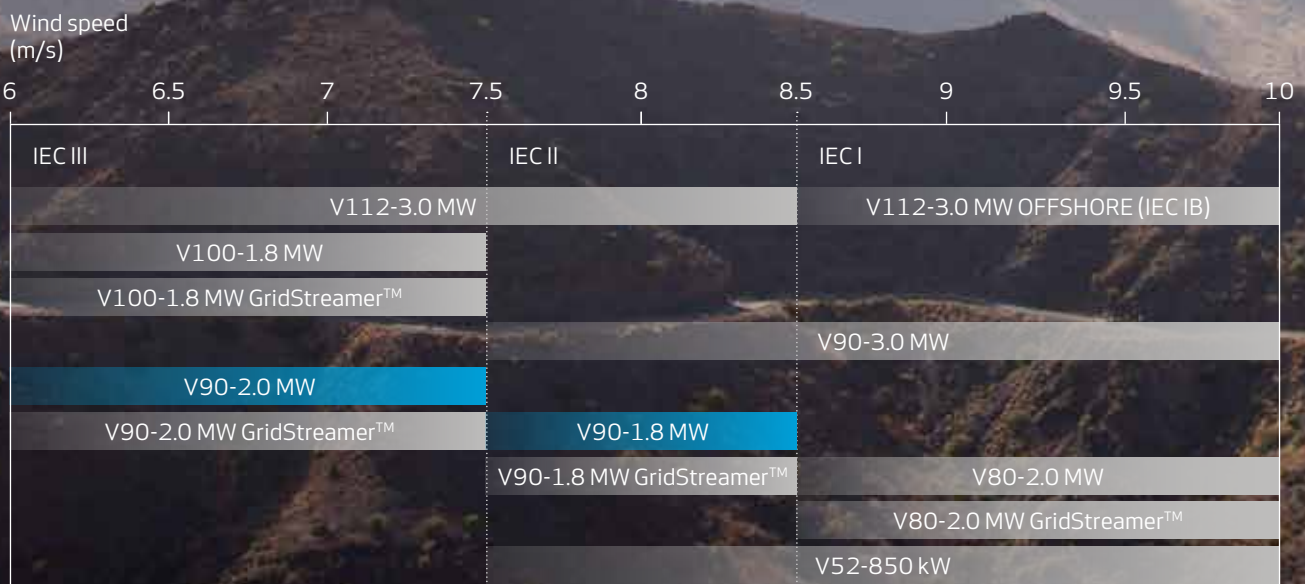 Wind speed
(m/s)
6 6.5 7 7.5 8 8.5 9 9.5 10
IEC III IEC II IEC I
V112-3.0 MW V112-3.0 MW OFFSHORE (IEC IB)
V100-1.8 MW
V100-1.8 MW GridStreamer™
V90-3.0 MW
V90-2.0 MW
V90-2.0 MW GridStreamer™ V90-1.8 MW
V90-1.8 MW GridStreamer™ V80-2.0 MW
V80-2.0 MW GridStreamer™
V52-850 kW